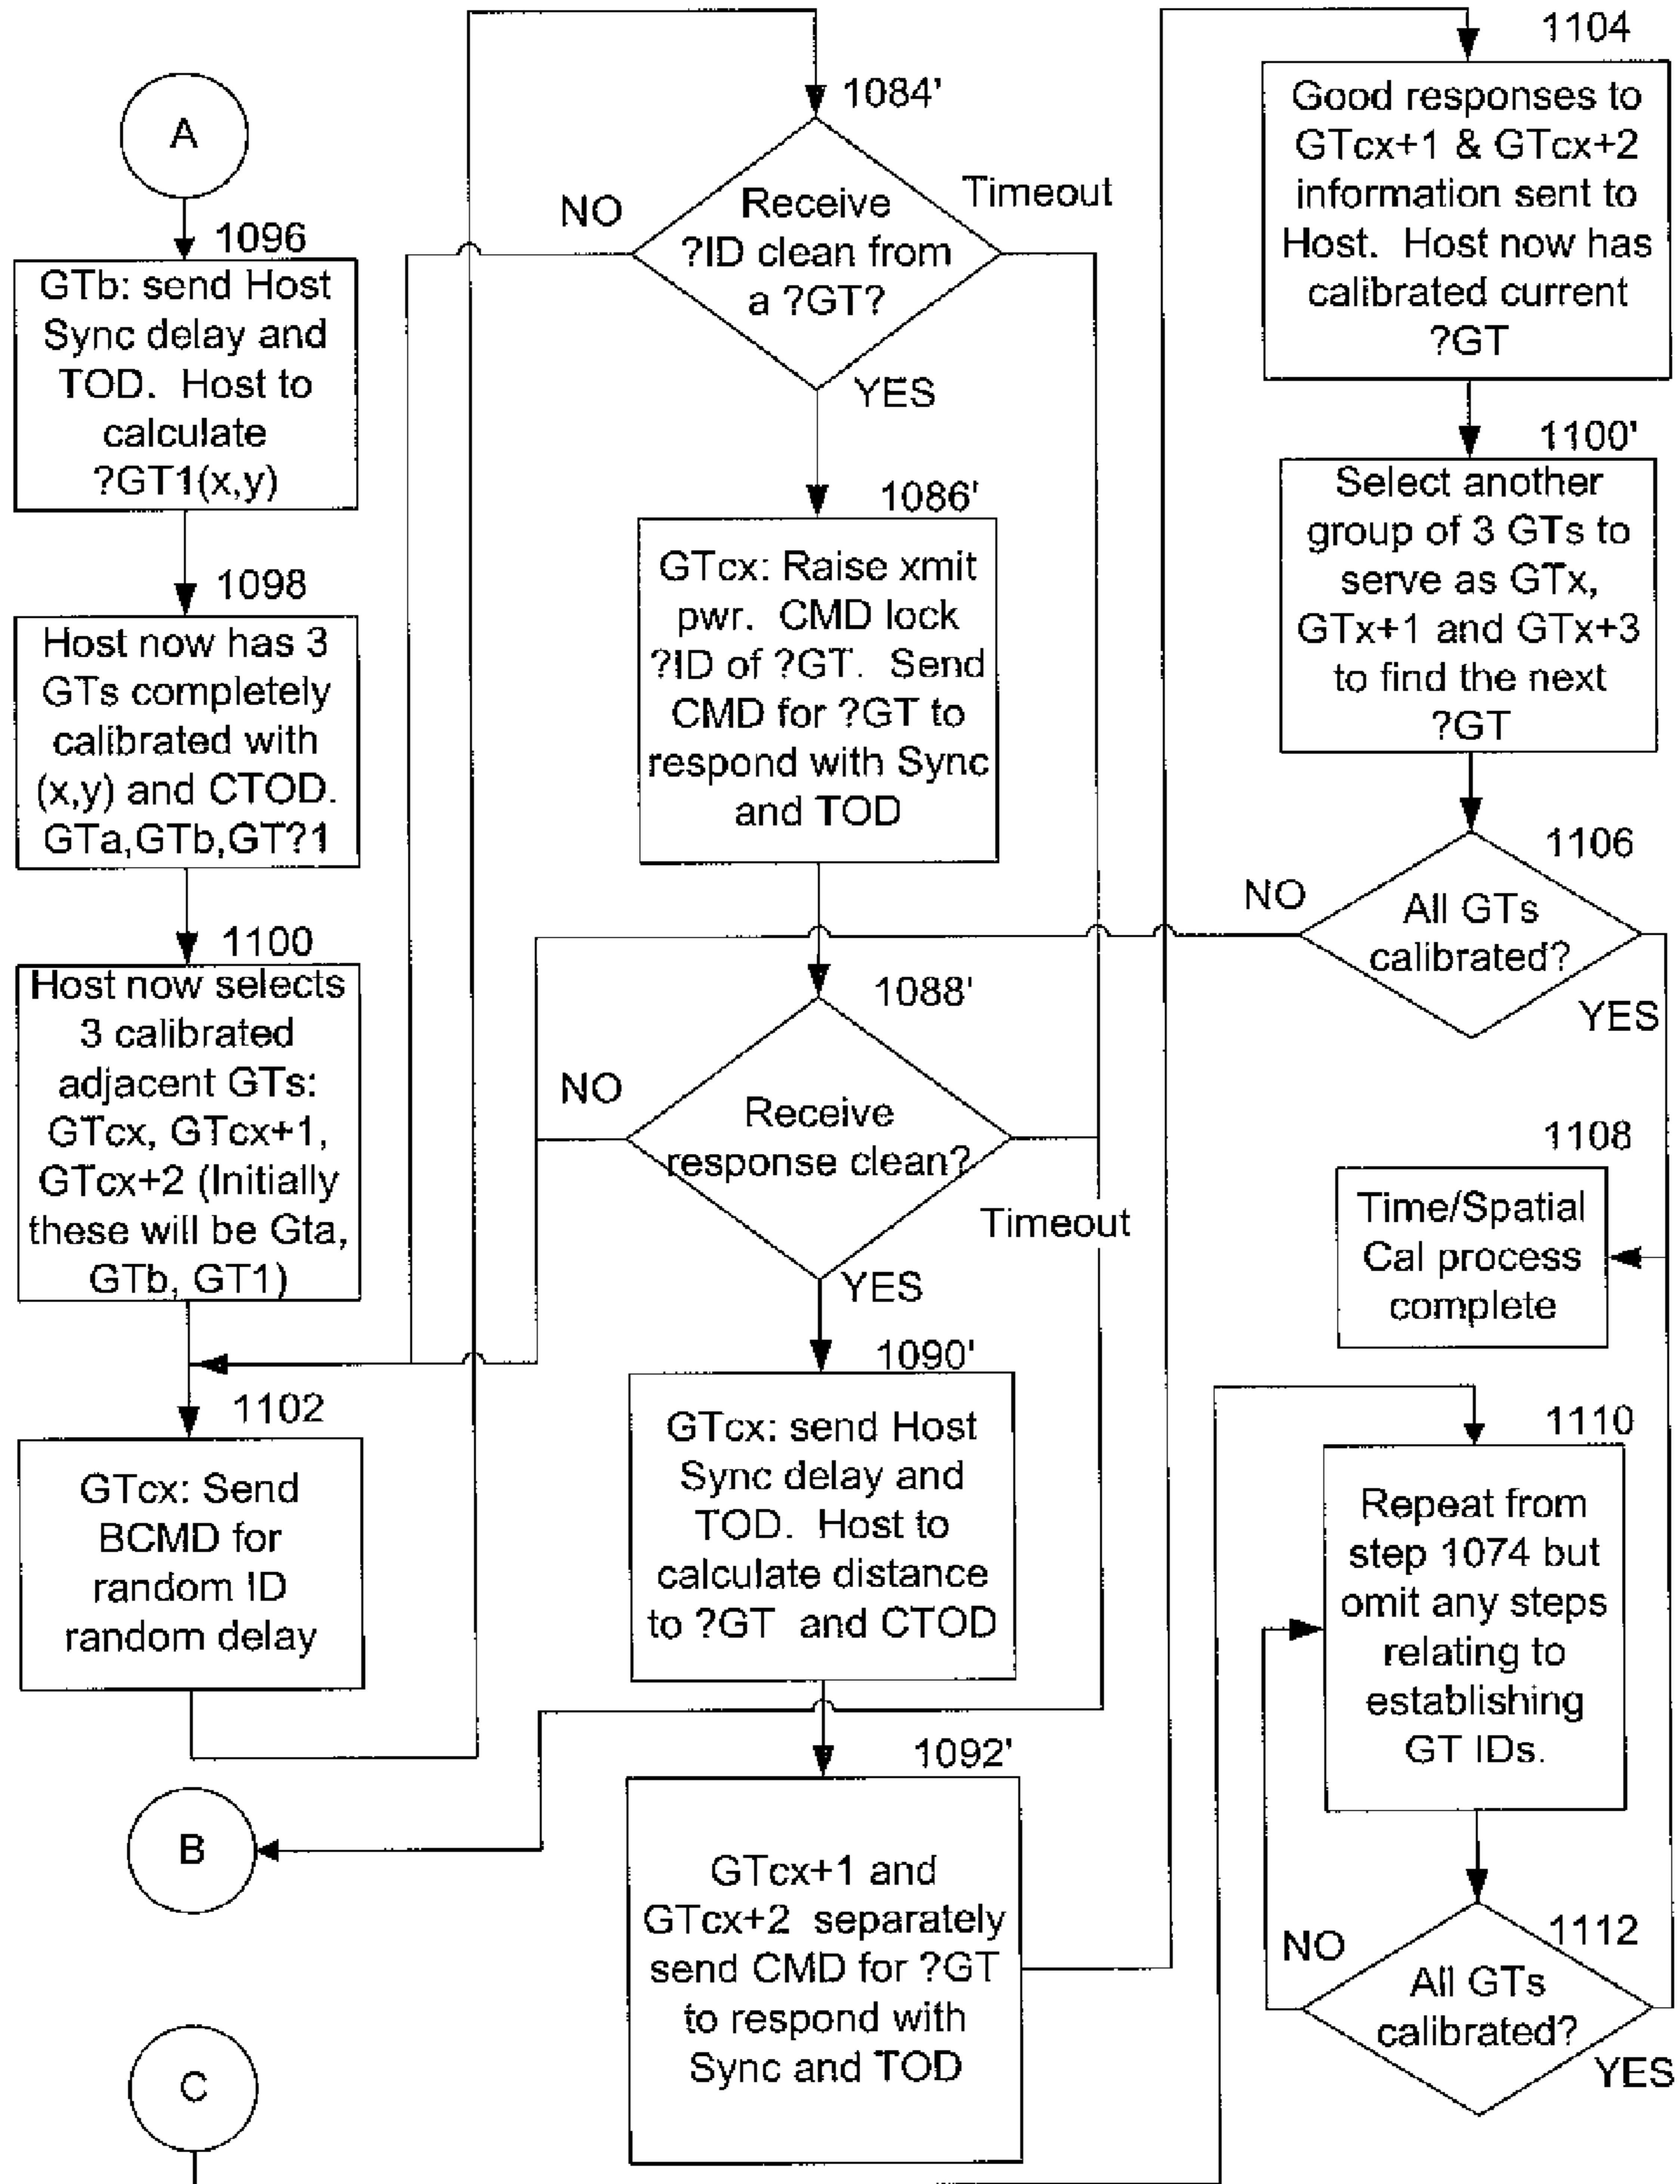 A
1096
GTb: send Host
Sync delay and
TOD.  Host to
calculate
?GT1(x,y)
1098
Host now has 3
GTs completely
calibrated with
(x,y) and CTOD.
GTa,GTb,GT?1
1100
Host now selects
3 calibrated
adjacent GTs:
GTcx, GTcx+1,
GTcx+2 (Initially
these will be Gta,
GTb, GT1)
1102
GTcx: Send
BCMD for
random ID
random delay
B
C
1084'
Receive
?ID clean from
a ?GT?
NO
Timeout
YES
1086'
GTcx: Raise xmit
pwr.  CMD lock
?ID of ?GT.  Send
CMD for ?GT to
respond with Sync
and TOD
1088'
NO
Receive
response clean?
Timeout
YES
1090'
GTcx: send Host
Sync delay and
TOD.  Host to
calculate distance
to ?GT  and CTOD
1092'
GTcx+1 and
GTcx+2  separately
send CMD for ?GT
to respond with
Sync and TOD
1104
Good responses to
GTcx+1 & GTcx+2
information sent to
Host.  Host now has
calibrated current
?GT
1100'
Select another
group of 3 GTs to
serve as GTx,
GTx+1 and GTx+3
to find the next
?GT
1106
NO
All GTs
calibrated?
YES
1108
Time/Spatial
Cal process
complete
1110
Repeat from
step 1074 but
omit any steps
relating to
establishing
GT IDs.
1112
NO
All GTs
calibrated?
YES